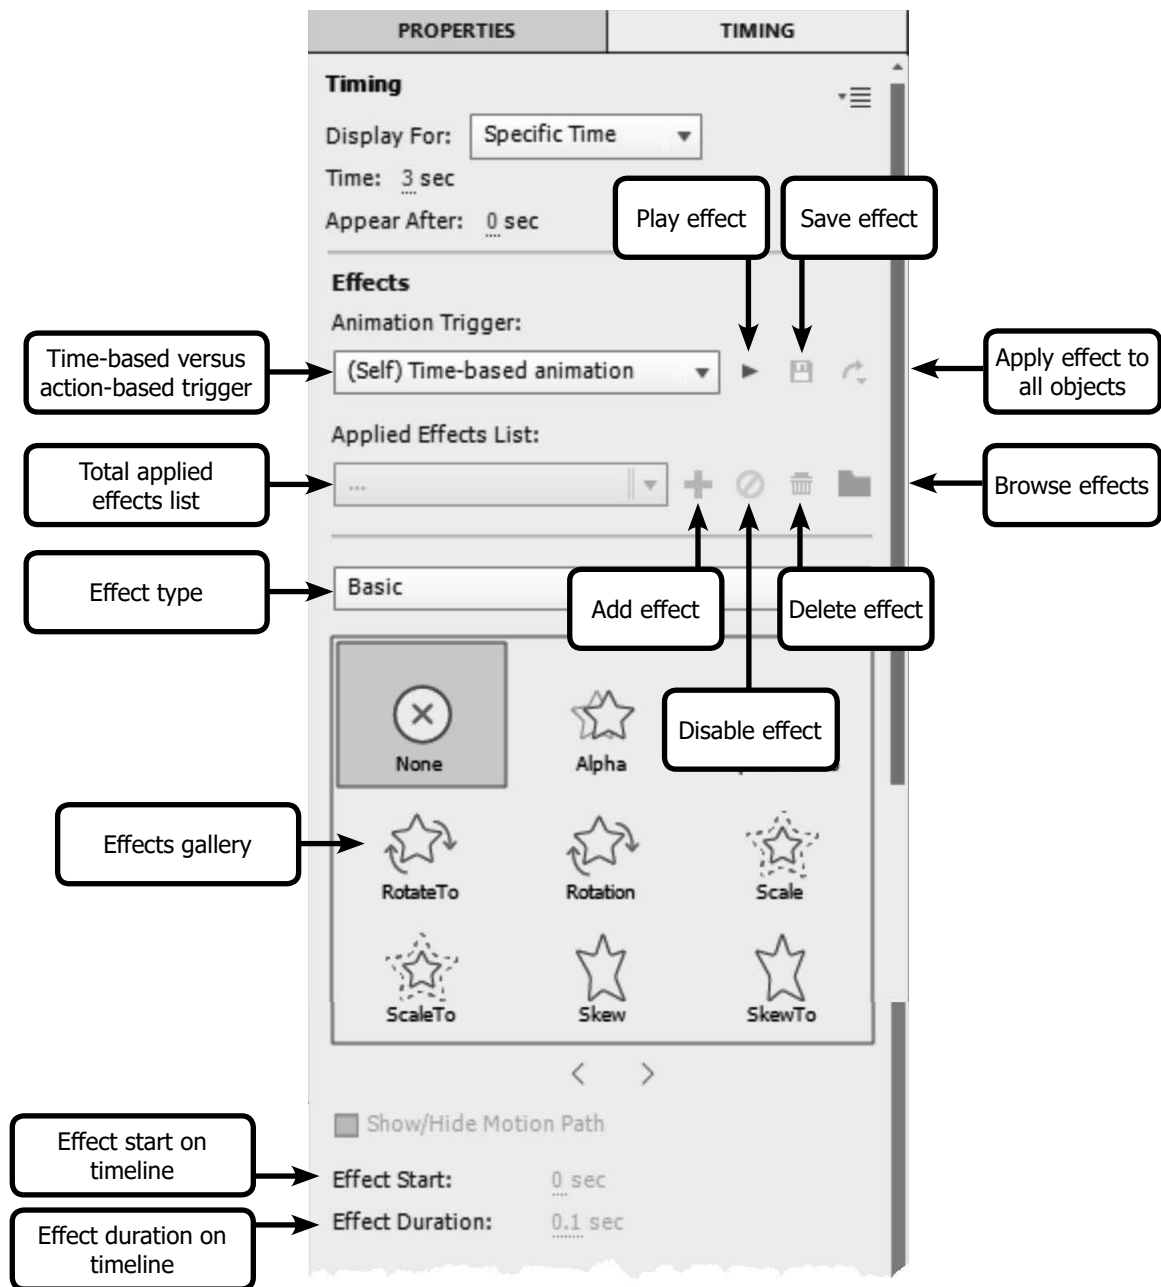 PROPERTIES
TIMING
Timing
Display For: Specific Time
Time: 3 sec
Appear After: 0 sec
Play effect
Save effect
Effects
Animation Trigger:
Time-based versus
action-based trigger
(Self) Time-based animation
Apply effect to
all objects
Applied Effects List:
Total applied
effects list
...
Browse effects
Effect type
Basic
Add effect
Delete effect
Disable effect
None
Alpha
Effects gallery
RotateTo
Rotation
Scale
ScaleTo
Skew
SkewTo
Show/Hide Motion Path
Effect start on
timeline
Effect Start: 0 sec
Effect duration on
timeline
Effect Duration: 0.1 sec